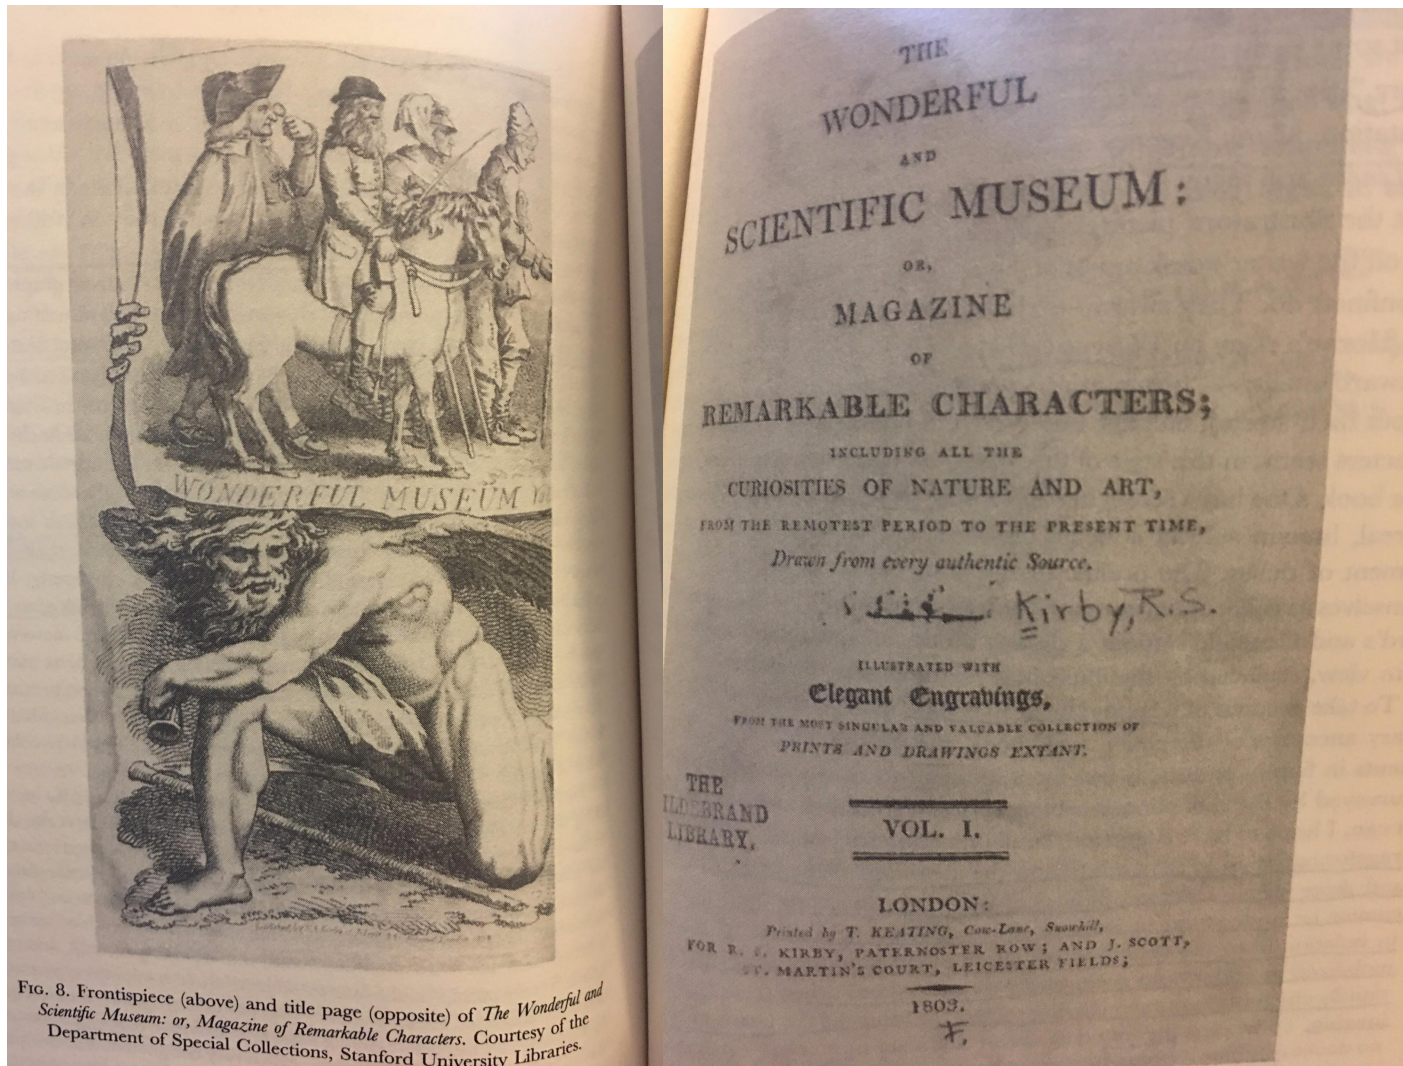 WONDERFUL MUSEUM
FIG. 8. Frontispiece (above) and title page (opposite) of The Wonderful and
Scientific Museum: or, Magazine of Remarkable Characters. Courtesy of the
Department of Special Collections, Stanford University Libraries.
THE
WONDERFUL
AND
SCIENTIFIC MUSEUM:
OR,
MAGAZINE
OF
REMARKABLE CHARACTERS;
INCLUDING ALL THE
CURIOSITIES OF NATURE AND ART,
FROM THE REMOTEST PERIOD TO THE PRESENT TIME,
Drawn from every authentic Source.
Kirby, R.S.
ILLUSTRATED WITH
Elegant Engravings,
FROM THE MOST SINGULAR AND VALUABLE COLLECTION OF
PRINTS AND DRAWINGS EXTANT.
THE
LIBRARY,
VOL. I.
LONDON:
Printed by T. KEATING, Cow-Lane, Snowhill,
FOR R. S. KIRBY, PATERNOSTER ROW; AND J. SCOTT,
ST. MARTIN'S COURT, LEICESTER FIELDS;
1803.
F.